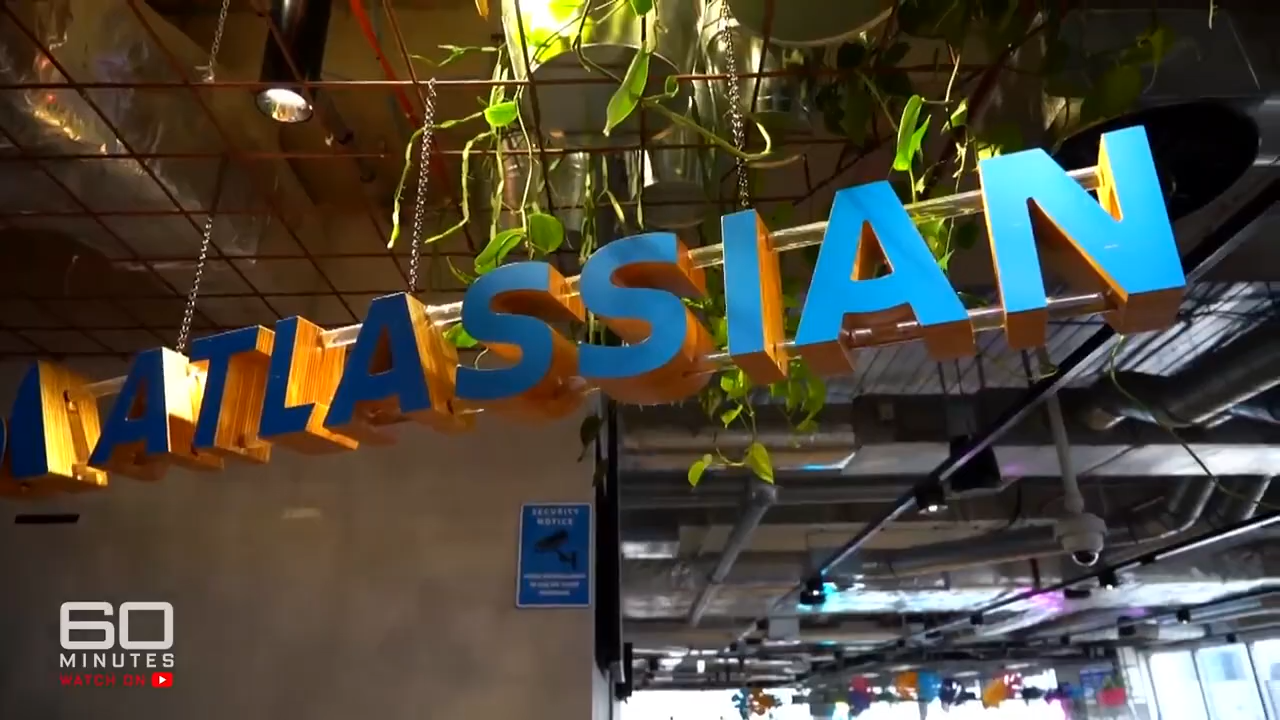 ATLASSIAN
SECURITY
NOTICE
60
MINUTES
WATCH ON